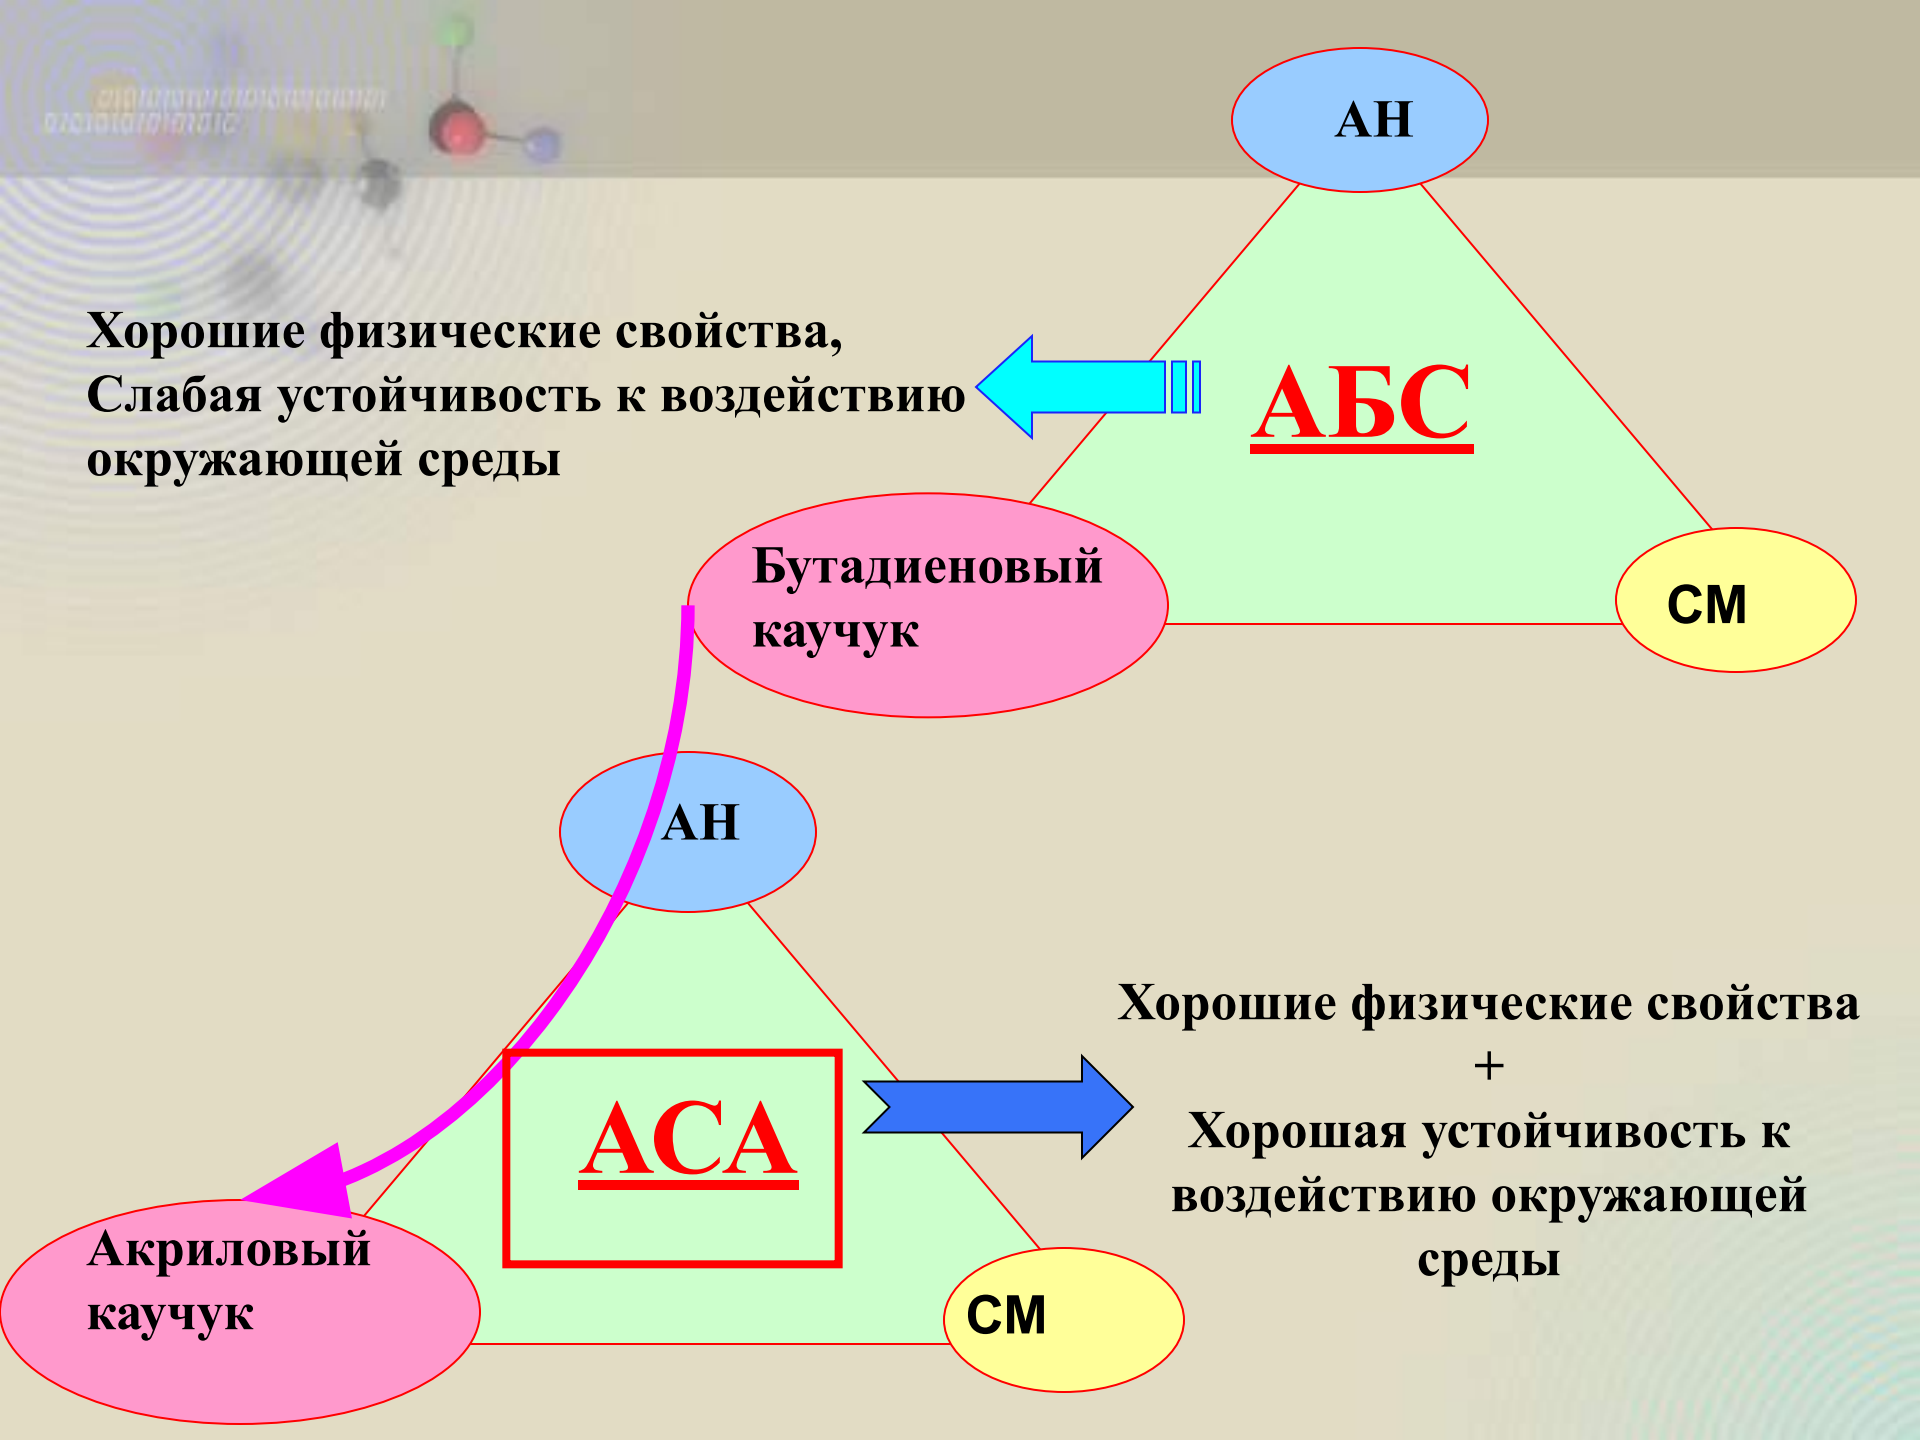 АН
Хорошие физические свойства,
Слабая устойчивость к воздействию
окружающей среды
АБС
Бутадиеновый
каучук
СМ
АН
АСА
Хорошие физические свойства
+
Хорошая устойчивость к
воздействию окружающей
среды
Акриловый
каучук
СМ